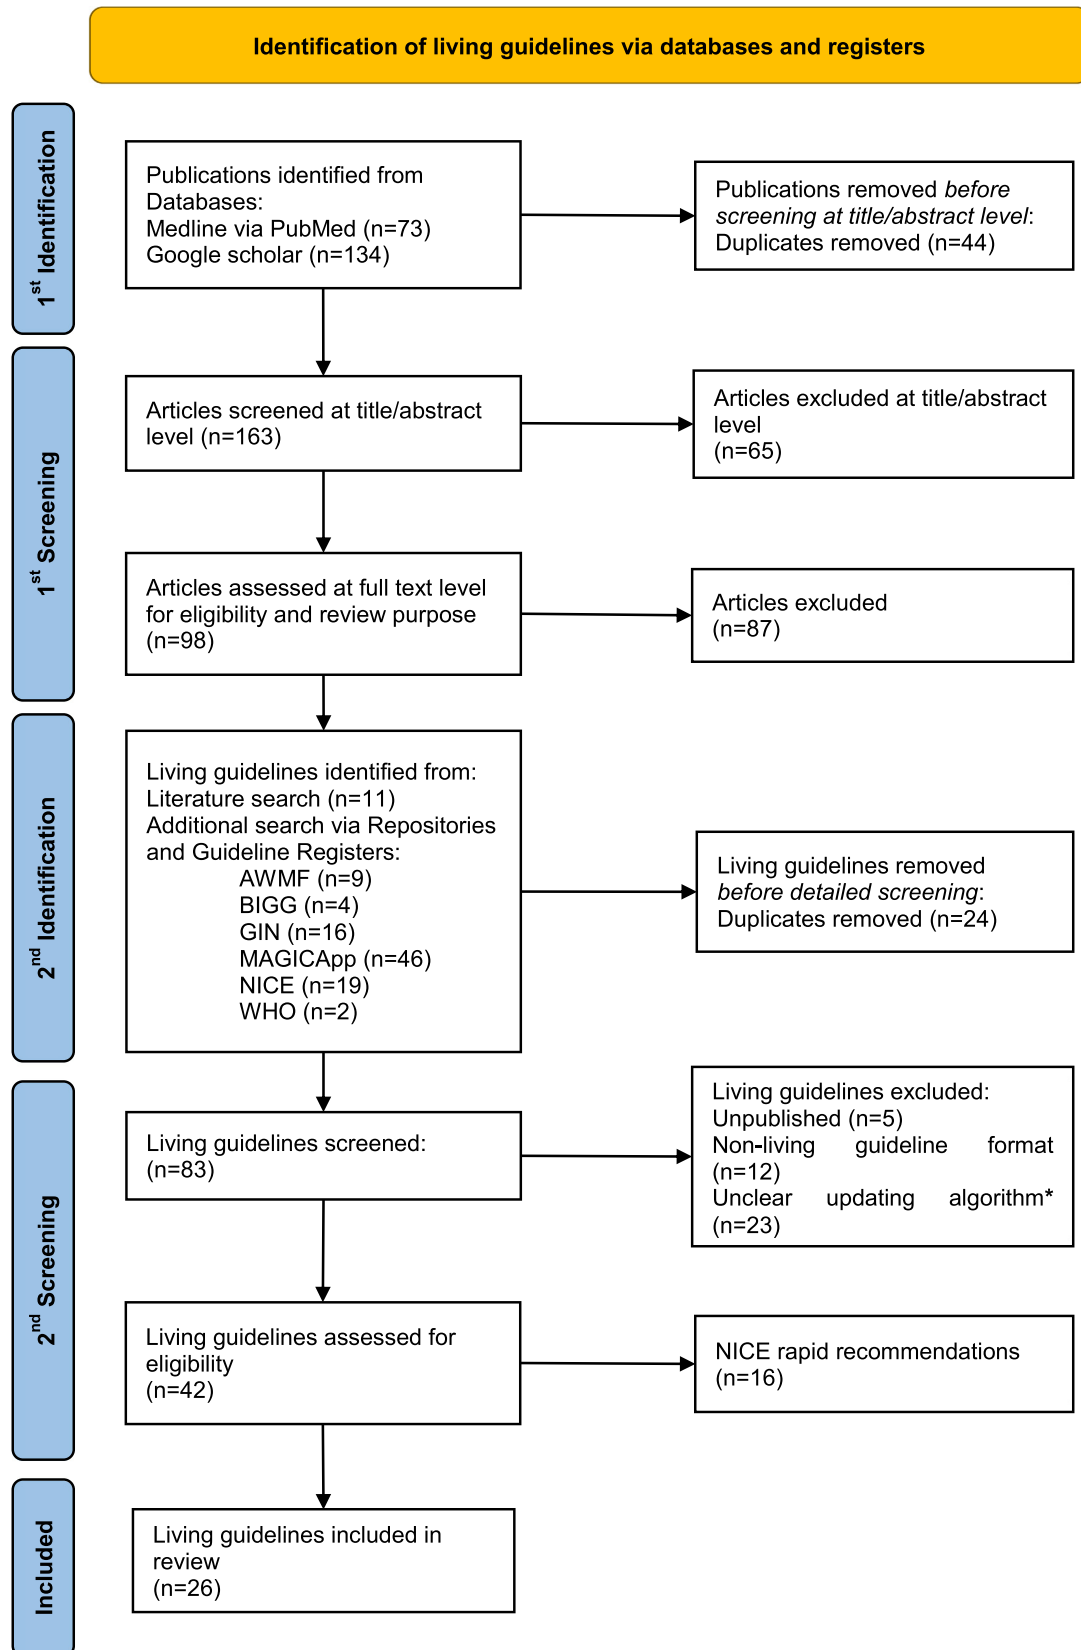 Identification of living guidelines via databases and registers
1st Identification
Publications identified from
Databases:
Medline via PubMed (n=73)
Google scholar (n=134)
Publications removed before
screening at title/abstract level:
Duplicates removed (n=44)
1st Screening
Articles screened at title/abstract
level (n=163)
Articles excluded at title/abstract
level
(n=65)
Articles assessed at full text level
for eligibility and review purpose
(n=98)
Articles excluded
(n=87)
2nd Identification
Living guidelines identified from:
Literature search (n=11)
Additional search via Repositories
and Guideline Registers:
AWMF (n=9)
BIGG (n=4)
GIN (n=16)
MAGICApp (n=46)
NICE (n=19)
WHO (n=2)
Living guidelines removed
before detailed screening:
Duplicates removed (n=24)
2nd Screening
Living guidelines screened:
(n=83)
Living guidelines excluded:
Unpublished (n=5)
Non-living guideline format
(n=12)
Unclear updating algorithm*
(n=23)
Living guidelines assessed for
eligibility
(n=42)
NICE rapid recommendations
(n=16)
Included
Living guidelines included in
review
(n=26)